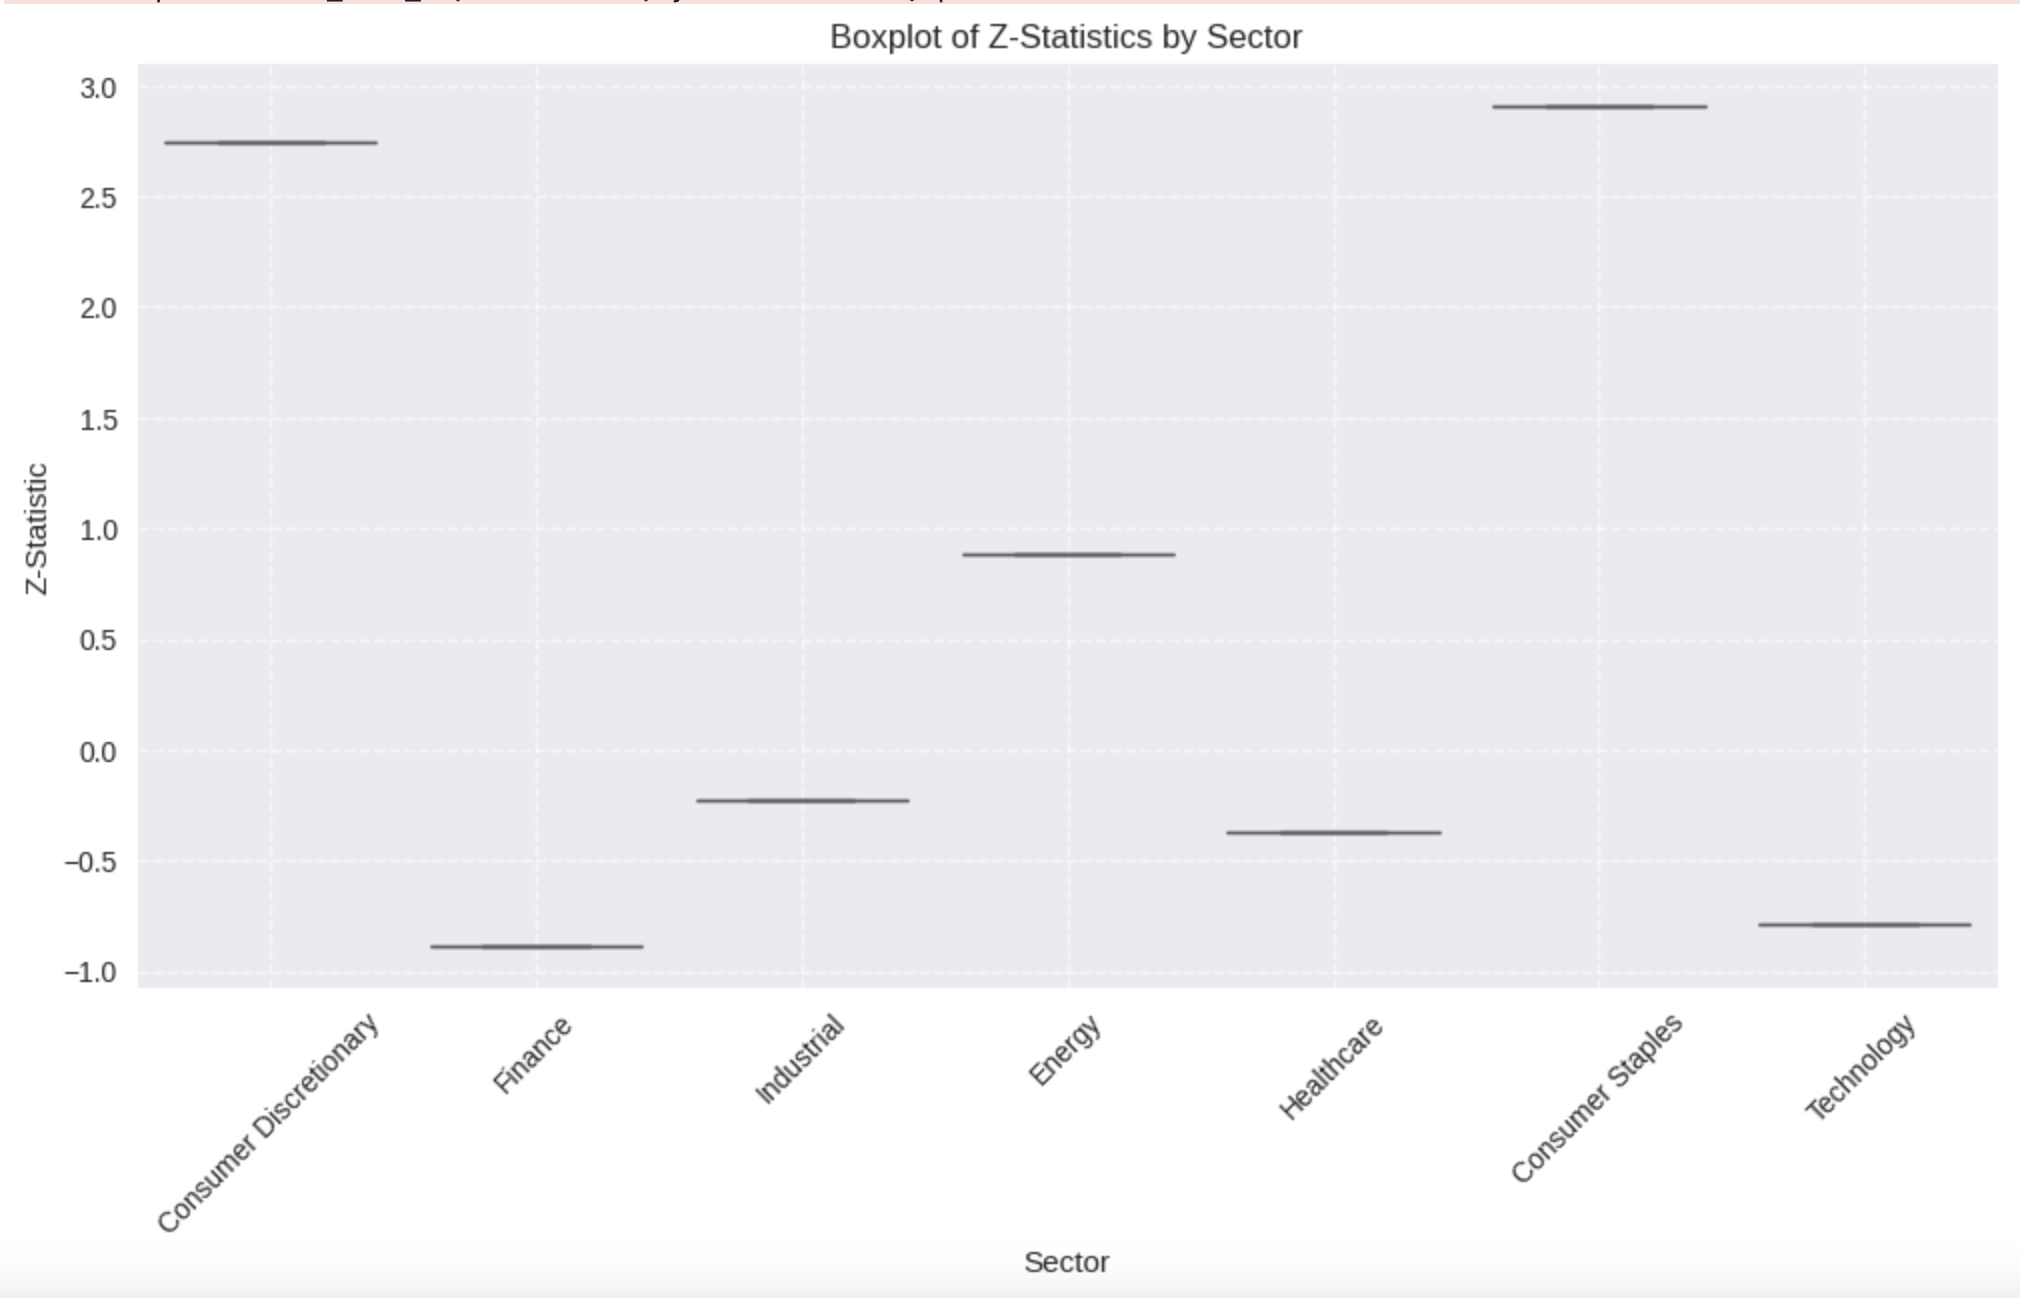 Boxplot of Z-Statistics by Sector
3.0
2.5
2.0
1.5
1.0
0.5
0.0
−0.5
−1.0
Z-Statistic
Consumer Discretionary
Finance
Industrial
Energy
Healthcare
Consumer Staples
Technology
Sector